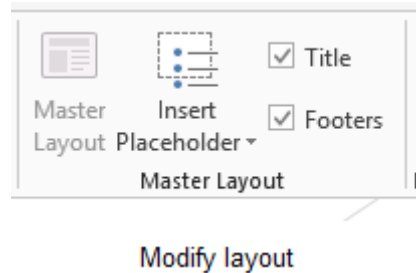 Master Layout
Insert Placeholder
Title
Footers
Master Layout
Modify layout